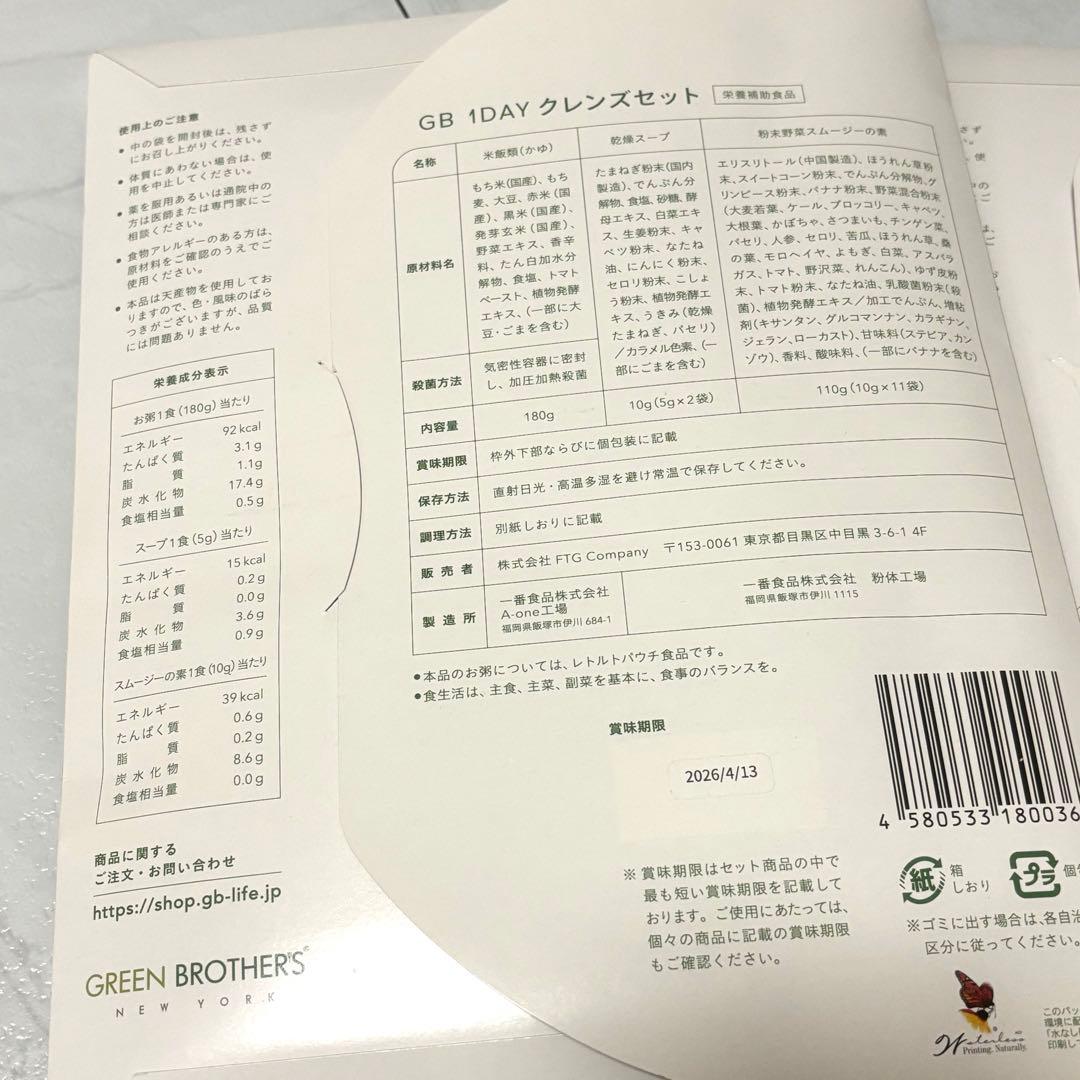 使用上のご注意
● 中の袋を開封後は、残さず
にお召し上がりください。
● 体質にあわない場合は、使
用を中止してください。
● 薬を服用あるいは通院中の
方は医師または専門家にご
相談ください。
● 食物アレルギーのある方は、
原材料をご確認のうえでご
使用ください。
● 本品は天産物を使用してお
りますので、色・風味のばら
つきがございますが、品質
には問題ありません。
栄養成分表示
お粥1食(180g)当たり
エネルギー 92kcal
たんぱく質 3.1g
脂質 1.1g
炭水化物 17.4g
食塩相当量 0.5g
スープ1食(5g)当たり
エネルギー 15kcal
たんぱく質 0.2g
脂質 0.0g
炭水化物 3.6g
食塩相当量 0.9g
スムージーの素1食(10g)当たり
エネルギー 39kcal
たんぱく質 0.6g
脂質 0.2g
炭水化物 8.6g
食塩相当量 0.0g
商品に関する
ご注文・お問い合わせ
https://shop.gb-life.jp
GREEN BROTHER'S®
NEW YORK
GB 1DAY クレンズセット 栄養補助食品
名称 米飯類(かゆ) 乾燥スープ 粉末野菜スムージーの素
原材料名
もち米(国産)、もち
麦、大豆、赤米(国
産)、黒米(国産)、
発芽玄米(国産)、
野菜エキス、香辛
料、たん白加水分
解物、食塩、トマト
ペースト、植物発酵
エキス、(一部に大
豆・ごまを含む)
たまねぎ粉末(国内
製造)、でんぷん分
解物、食塩、砂糖、酵
母エキス、白菜エキ
ス、生姜粉末、キャ
ベツ粉末、なたね
油、にんにく粉末、
セロリ粉末、こしょ
う粉末、植物発酵エ
キス、うきみ(乾燥
たまねぎ、パセリ)
/カラメル色素、(一
部にごまを含む)
エリスリトール(中国製造)、ほうれん草粉
末、スイートコーン粉末、でんぷん分解物、グ
リンピース粉末、バナナ粉末、野菜混合粉末
(大麦若葉、ケール、ブロッコリー、キャベツ、
大根葉、かぼちゃ、さつまいも、チンゲン菜、
パセリ、人参、セロリ、苦瓜、ほうれん草、桑
の葉、モロヘイヤ、よもぎ、白菜、アスパラ
ガス、トマト、野沢菜、れんこん)、ゆず皮粉
末、トマト粉末、なたね油、乳酸菌粉末(殺
菌)、植物発酵エキス/加工でんぷん、増粘
剤(キサンタン、グルコマンナン、カラギナン、
ジェラン、ローカスト)、甘味料(ステビア、カン
ゾウ)、香料、酸味料、(一部にバナナを含む)
殺菌方法 気密性容器に密封
し、加圧加熱殺菌
内容量 180g 10g(5g×2袋) 110g(10g×11袋)
賞味期限 枠外下部ならびに個包装に記載
保存方法 直射日光・高温多湿を避け常温で保存してください。
調理方法 別紙しおりに記載
販売者 株式会社 FTG Company 〒153-0061 東京都目黒区中目黒 3-6-1 4F
製造所 一番食品株式会社
A-one工場
福岡県飯塚市伊川 684-1
一番食品株式会社 粉体工場
福岡県飯塚市伊川 1115
●本品のお粥については、レトルトパウチ食品です。
●食生活は、主食、主菜、副菜を基本に、食事のバランスを。
賞味期限
2026/4/13
※賞味期限はセット商品の中で
最も短い賞味期限を記載して
おります。ご使用にあたっては、
個々の商品に記載の賞味期限
もご確認ください。
4 580533 180036
紙 箱
しおり
プラ 個
※ゴミに出す場合は、各自治
区分に従ってください。
Waterless
Printing. Naturally.
このパッ
環境に配
「水なし
印刷して